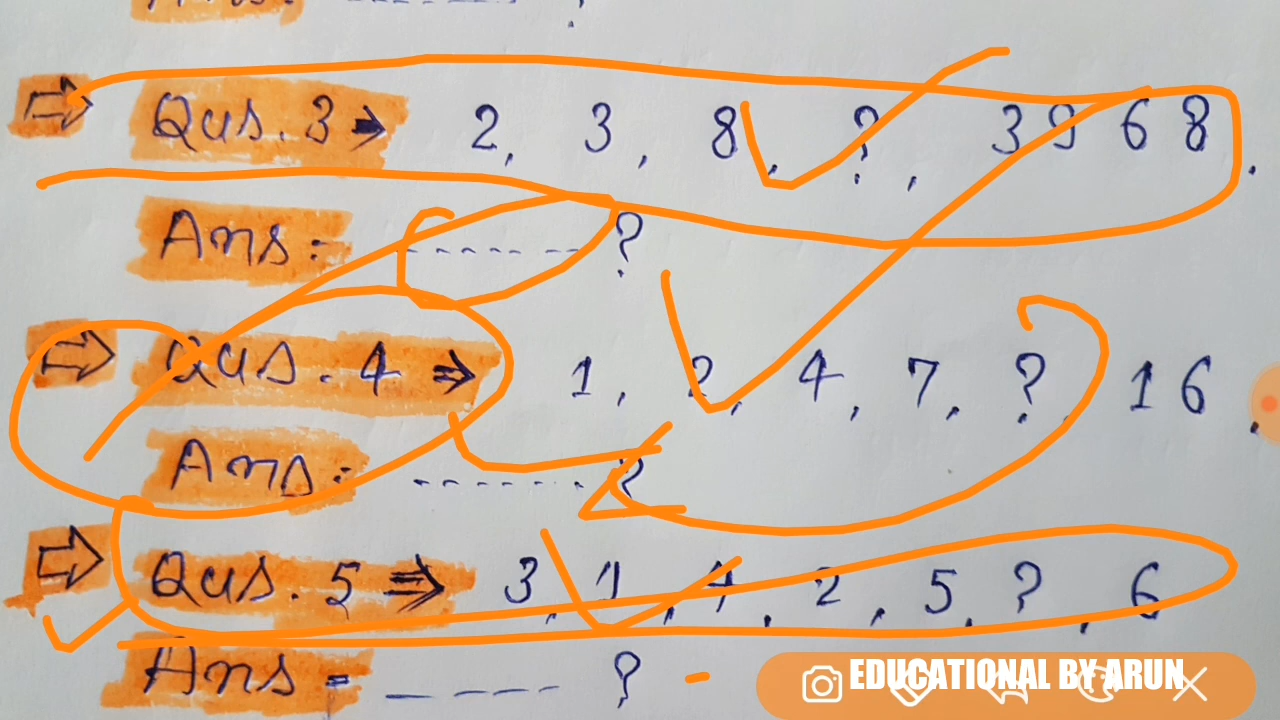 Qus. 3 → 2, 3, 8, ?, 3968.
Ans: ------- ?
Qus. 4 ⇒ 1, 2, 4, 7, ?, 16,
Ans: ------- ?
Qus. 5 ⇒ 3, 1, 4, 2, 5, ?, 6
Ans = ---- ?
EDUCATIONAL BY ARUN